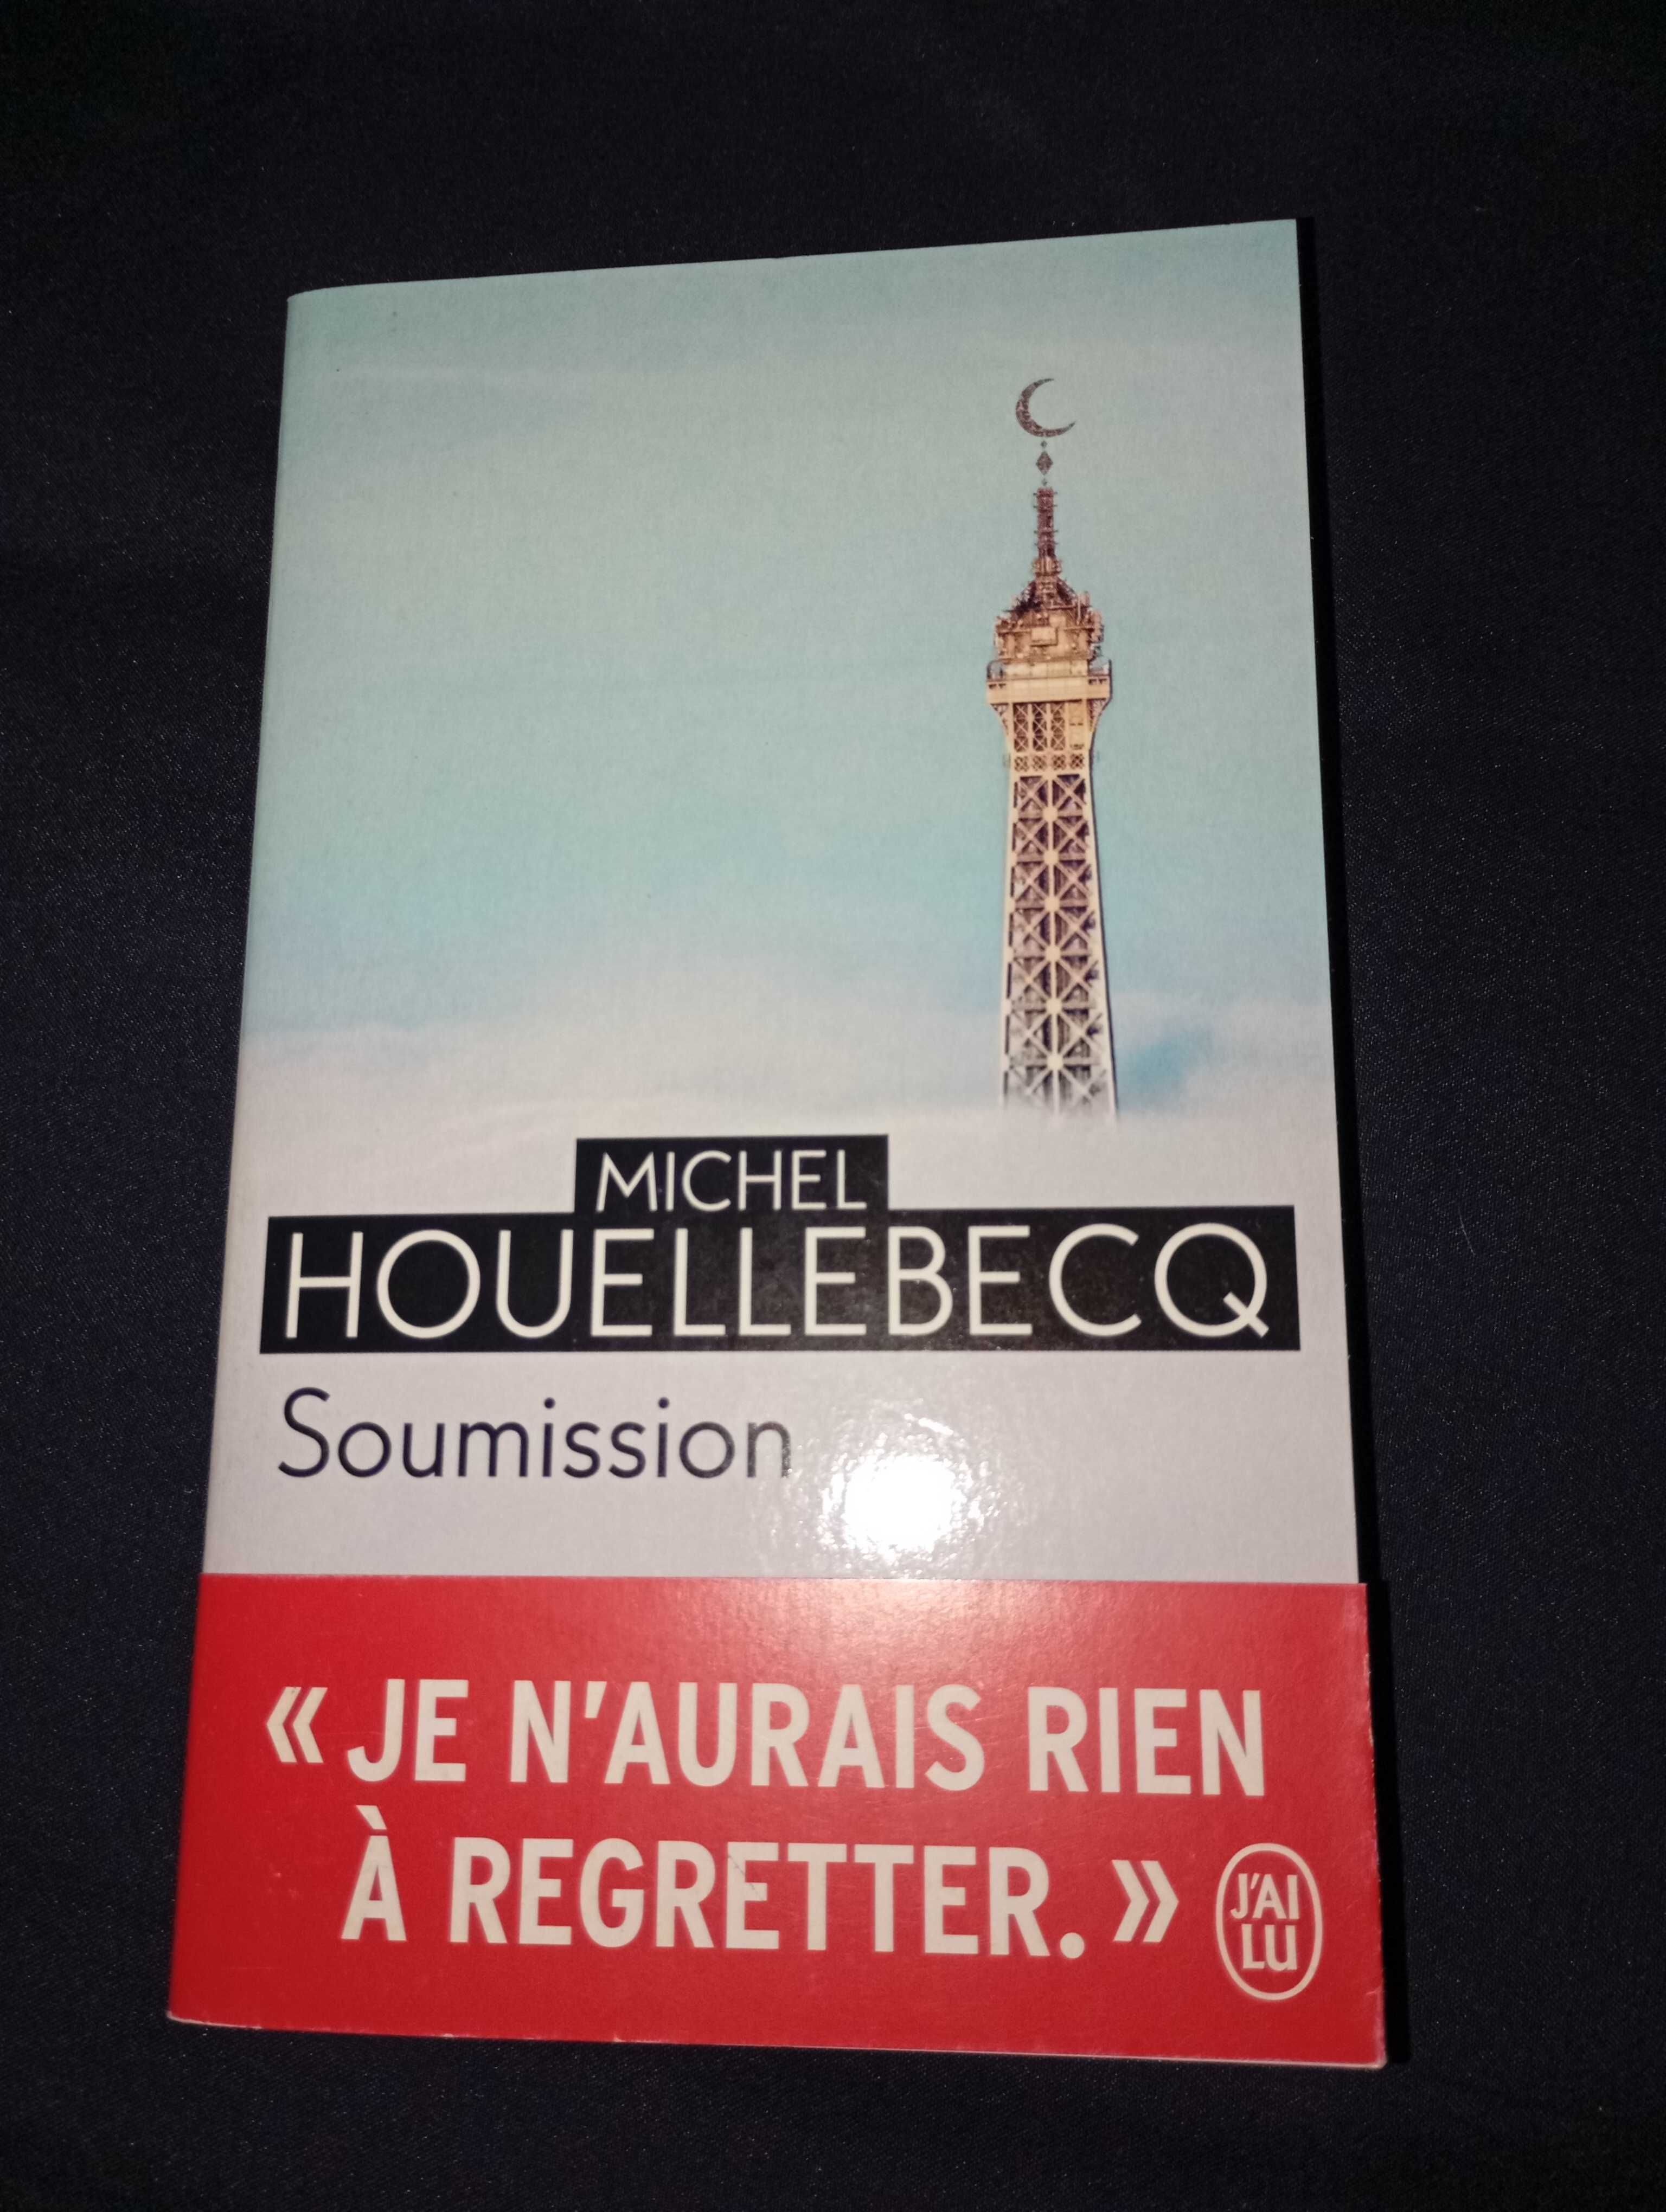 MICHEL
HOUELLEBECQ
Soumission
« JE N'AURAIS RIEN
À REGRETTER. »
J'AI
LU